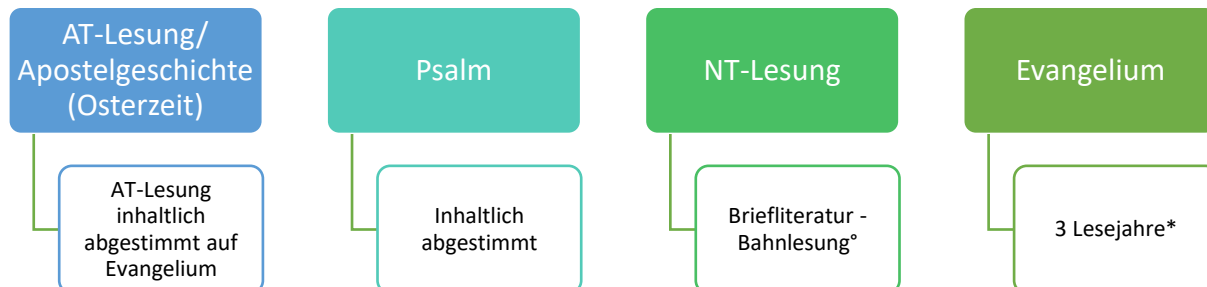 AT-Lesung/
Apostelgeschichte
(Osterzeit)
AT-Lesung
inhaltlich
abgestimmt auf
Evangelium
Psalm
Inhaltlich
abgestimmt
NT-Lesung
Briefliteratur -
Bahnlesung°
Evangelium
3 Lesejahre*